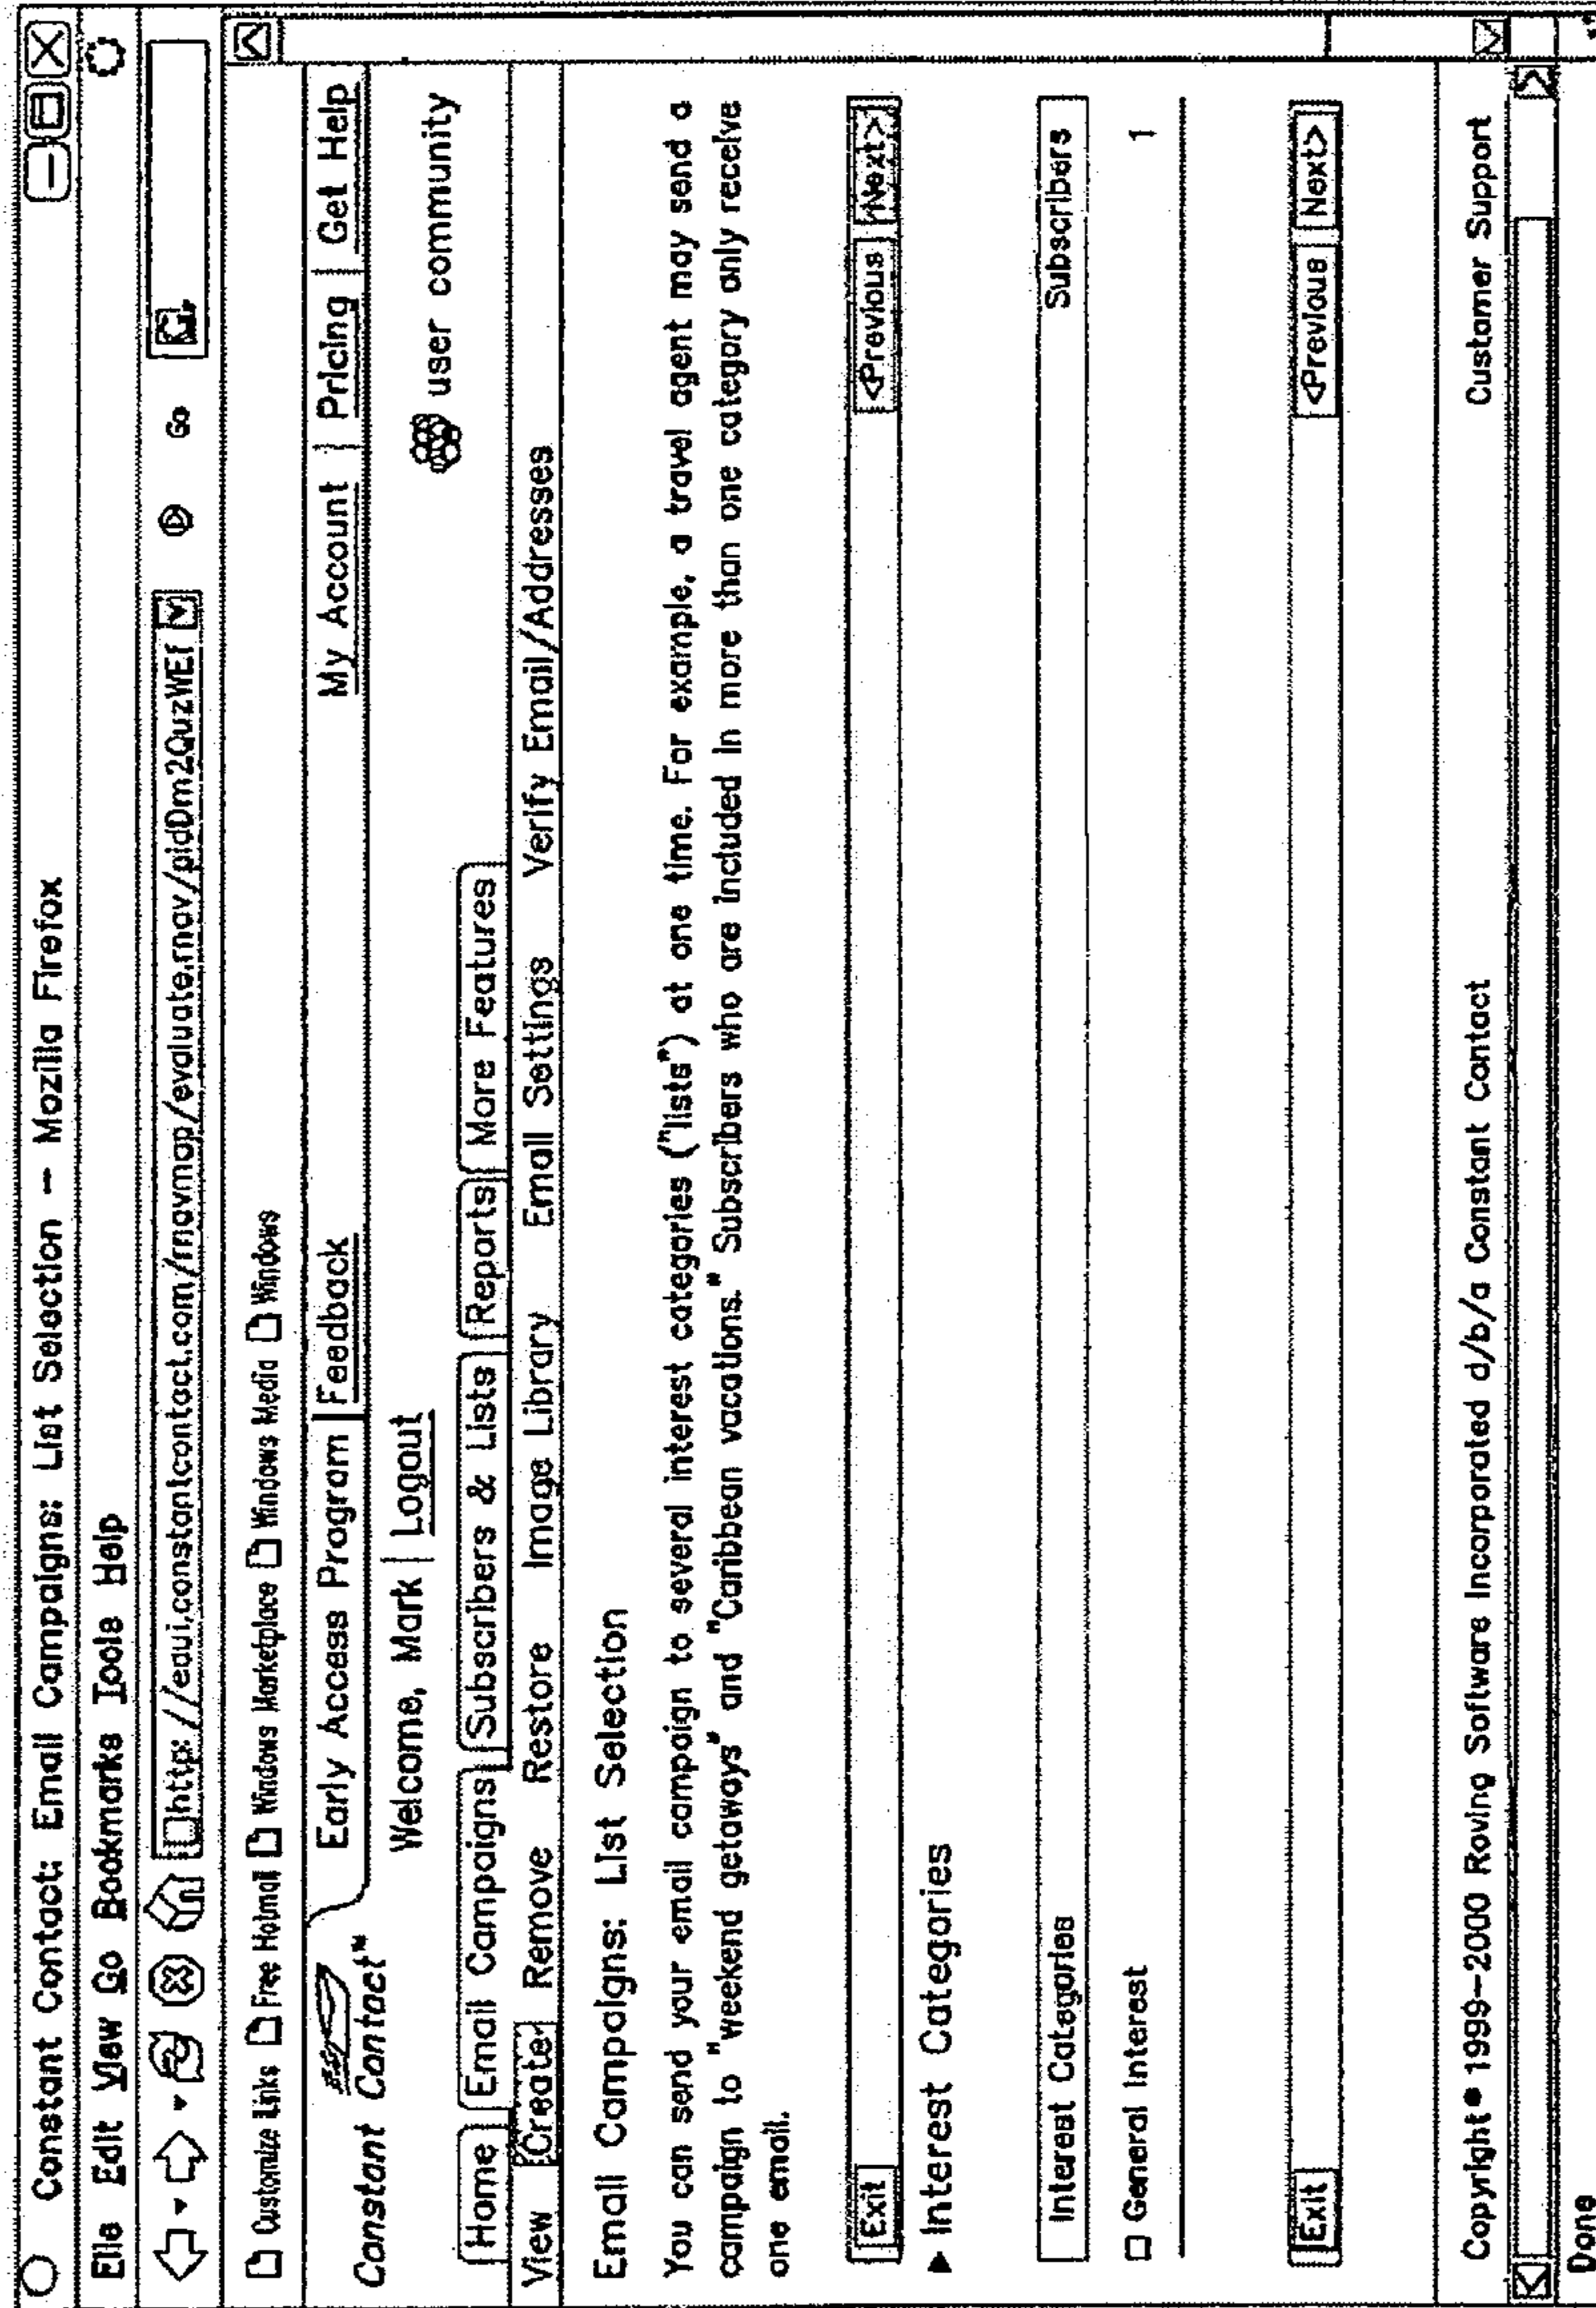 Constant Contact: Email Campaigns: List Selection - Mozilla Firefox
File Edit View Go Bookmarks Tools Help
http://eaui.constantcontact.com/rnavmap/evaluate.rnav/pidDm2QuzWEf Go
Customize Links Free Hotmail Windows Marketplace Windows Media Windows
Early Access Program | Feedback My Account | Pricing | Get Help
Constant Contact™
Welcome, Mark | Logout user community
Home Email Campaigns Subscribers & Lists Reports More Features
View Create Remove Restore Image Library Email Settings Verify Email/Addresses
Email Campaigns: List Selection
You can send your email campaign to several interest categories ("lists") at one time. For example, a travel agent may send a
campaign to "weekend getaways" and "Caribbean vacations." Subscribers who are included in more than one category only receive
one email.
Exit <Previous Next>
Interest Categories
Interest Categories Subscribers
General Interest 1
Exit <Previous Next>
Copyright 1999-2000 Roving Software Incorporated d/b/a Constant Contact Customer Support
Done